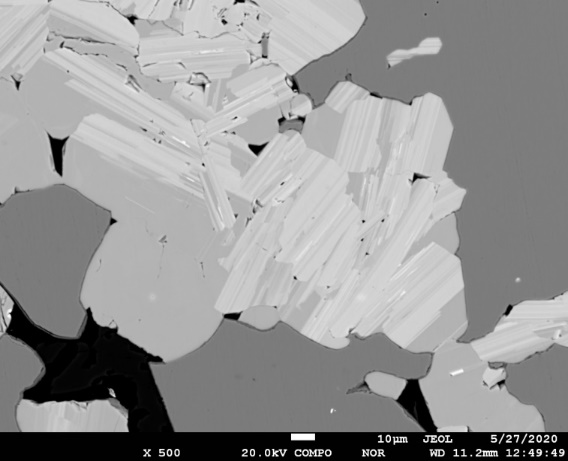 10μm JEOL 5/27/2020
X 500 20.0kV COMPO NOR WD 11.2mm 12:49:49